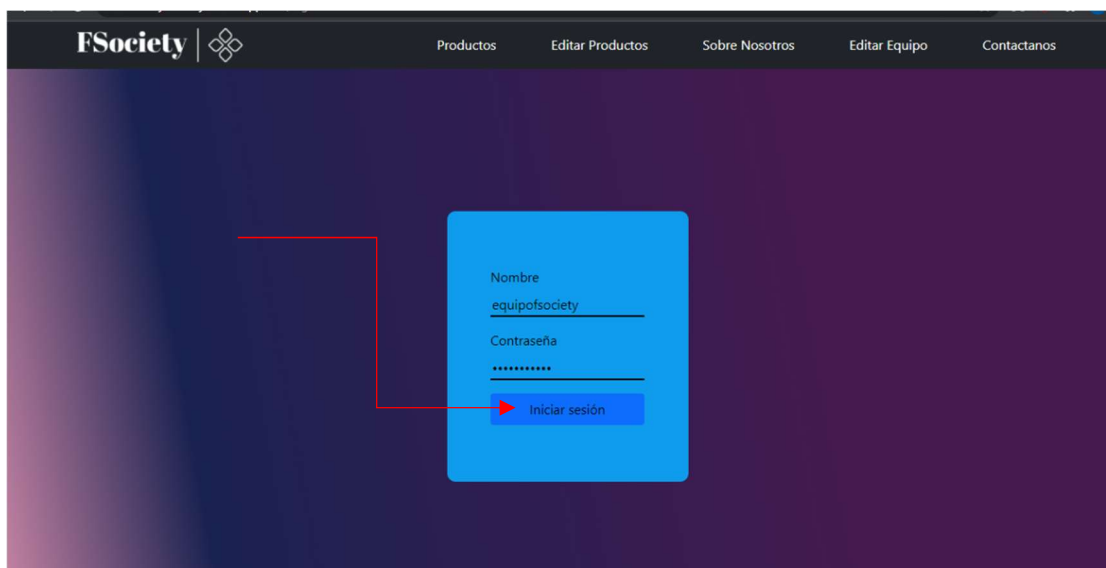 FSociety
Productos Editar Productos Sobre Nosotros Editar Equipo Contactanos
Nombre
equipofsociety
Contraseña
•••••••••••
Iniciar sesión